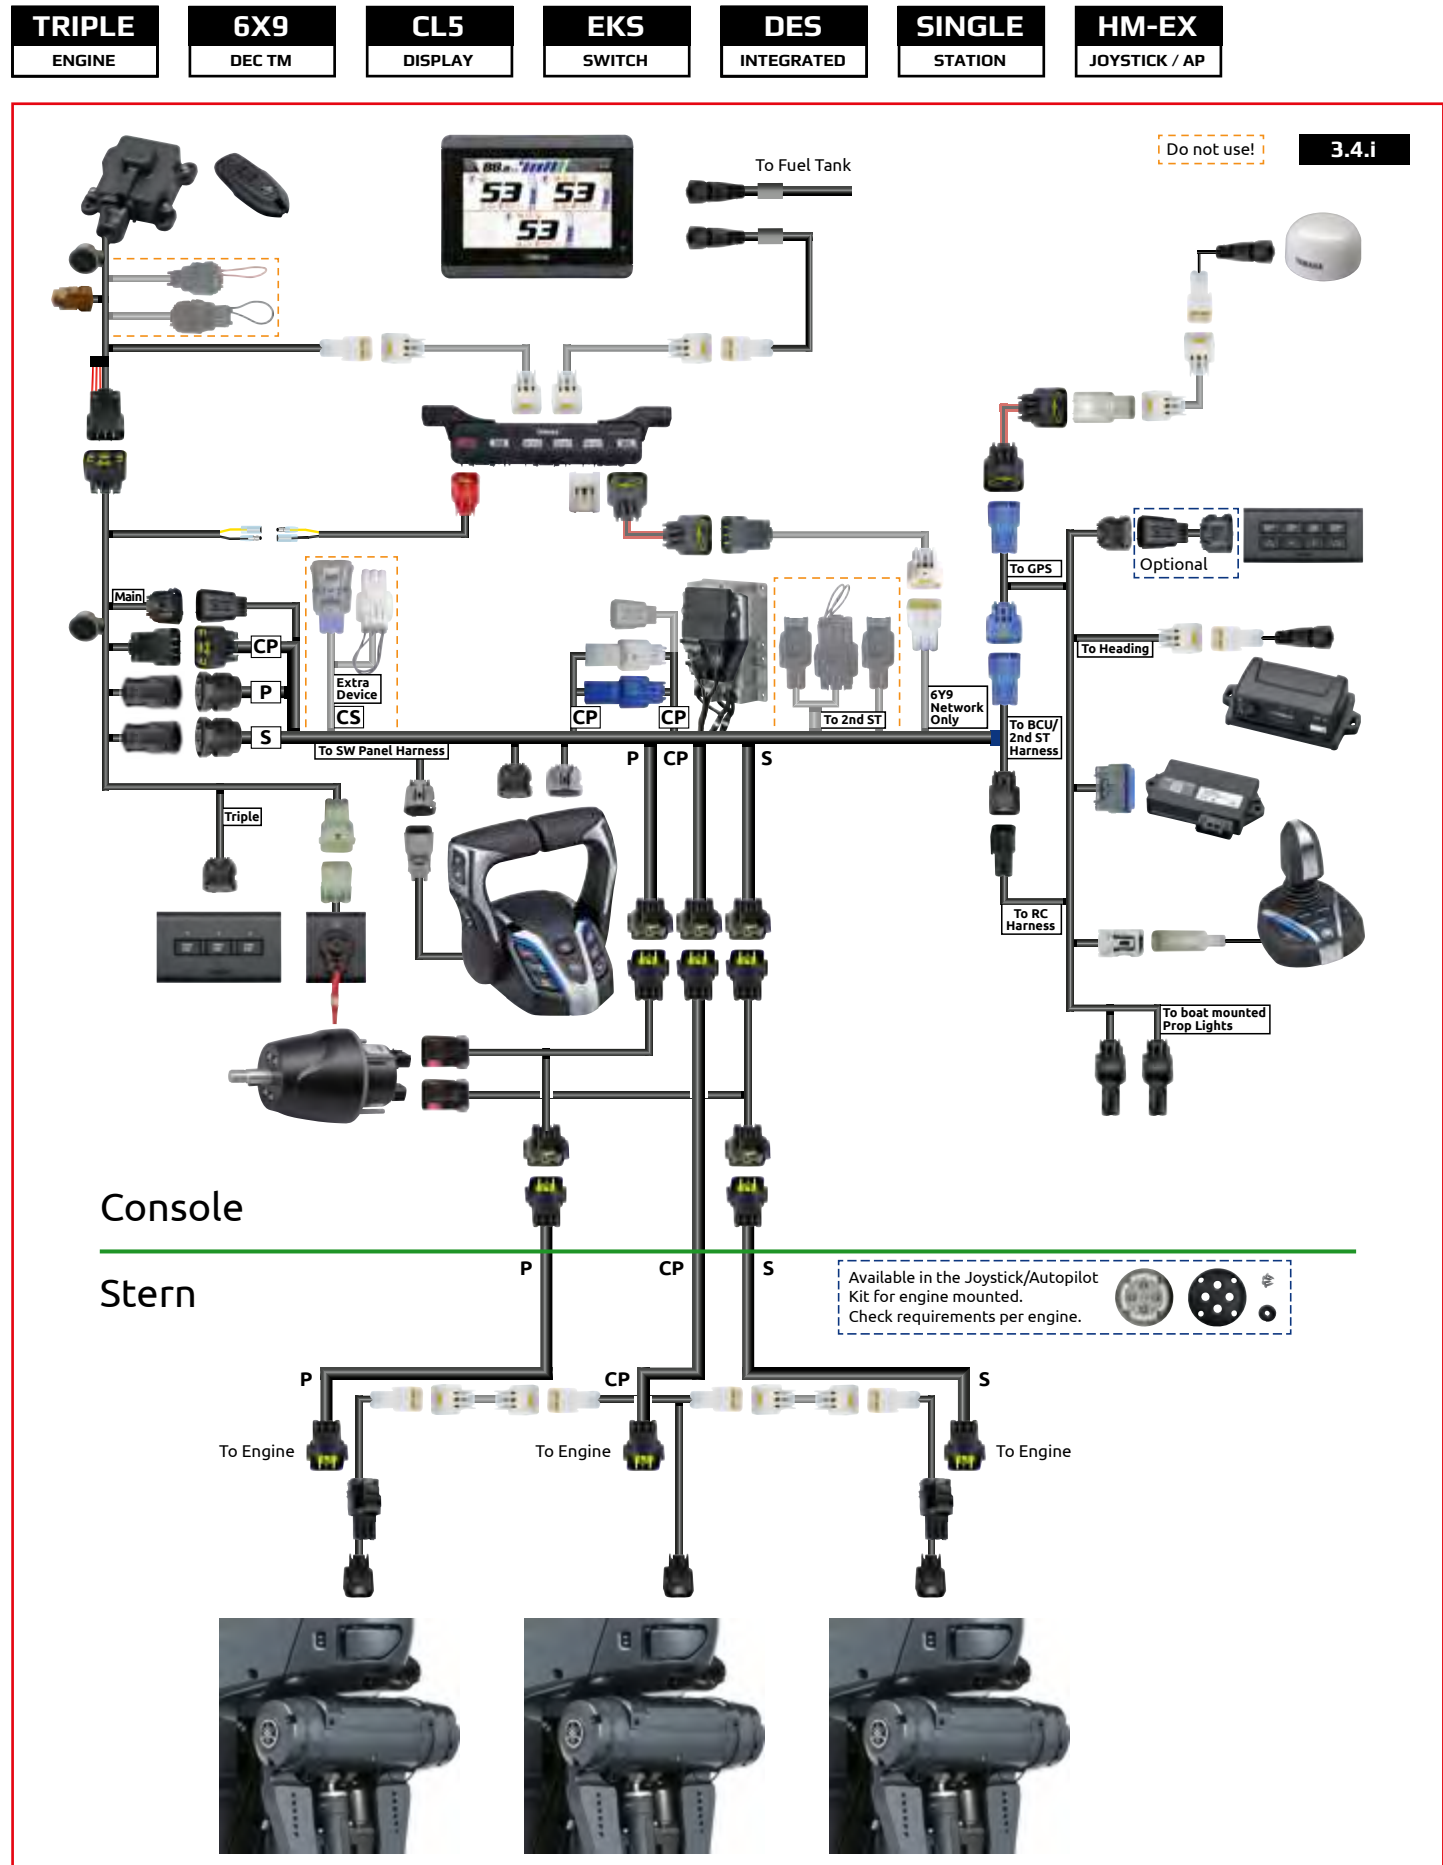 TRIPLE
ENGINE
6X9
DEC TM
CL5
DISPLAY
EKS
SWITCH
DES
INTEGRATED
SINGLE
STATION
HM-EX
JOYSTICK / AP
Do not use!
3.4.i
To Fuel Tank
53
53
53
YAMAHA
To GPS
Optional
Main
CP
P
S
Extra
Device
CS
CP
CP
To 2nd ST
6Y9
Network
Only
To BCU/
2nd ST
Harness
To Heading
To SW Panel Harness
P
CP
S
Triple
To RC
Harness
To boat mounted
Prop Lights
Console
Stern
P
CP
S
Available in the Joystick/Autopilot
Kit for engine mounted.
Check requirements per engine.
P
CP
S
To Engine
To Engine
To Engine